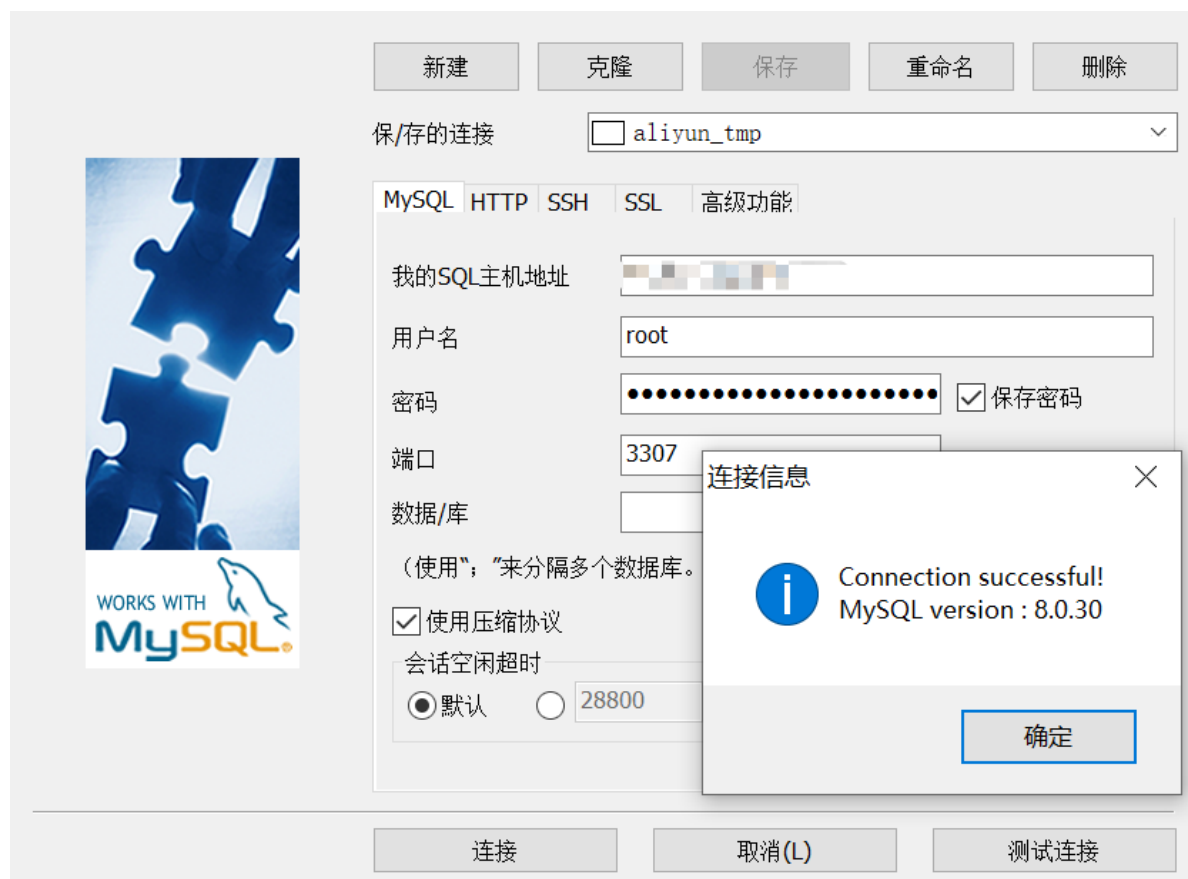 新建 克隆 保存 重命名 删除
保/存的连接 aliyun_tmp
MySQL HTTP SSH SSL 高级功能
我的SQL主机地址
用户名 root
密码 ●●●●●●●●●●●●●●●●●●●●●● 保存密码
端口 3307
数据/库
（使用“；”来分隔多个数据库。
使用压缩协议
会话空闲超时
默认 28800
连接信息
Connection successful!
MySQL version : 8.0.30
确定
WORKS WITH
MySQL®
连接 取消(L) 测试连接